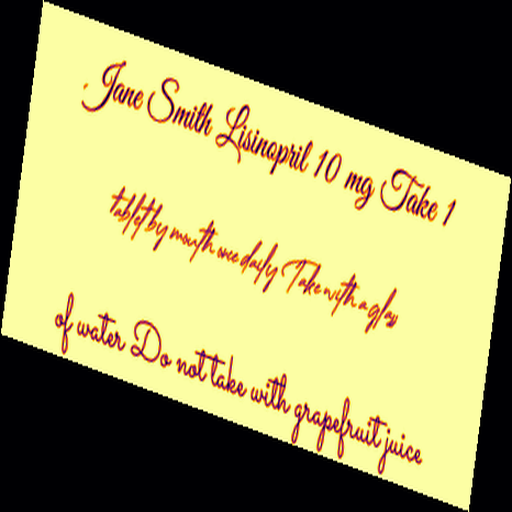 Jane Smith Lisinopril 10 mg Take 1
tablet by mouth once daily Take with a glass
of water Do not take with grapefruit juice